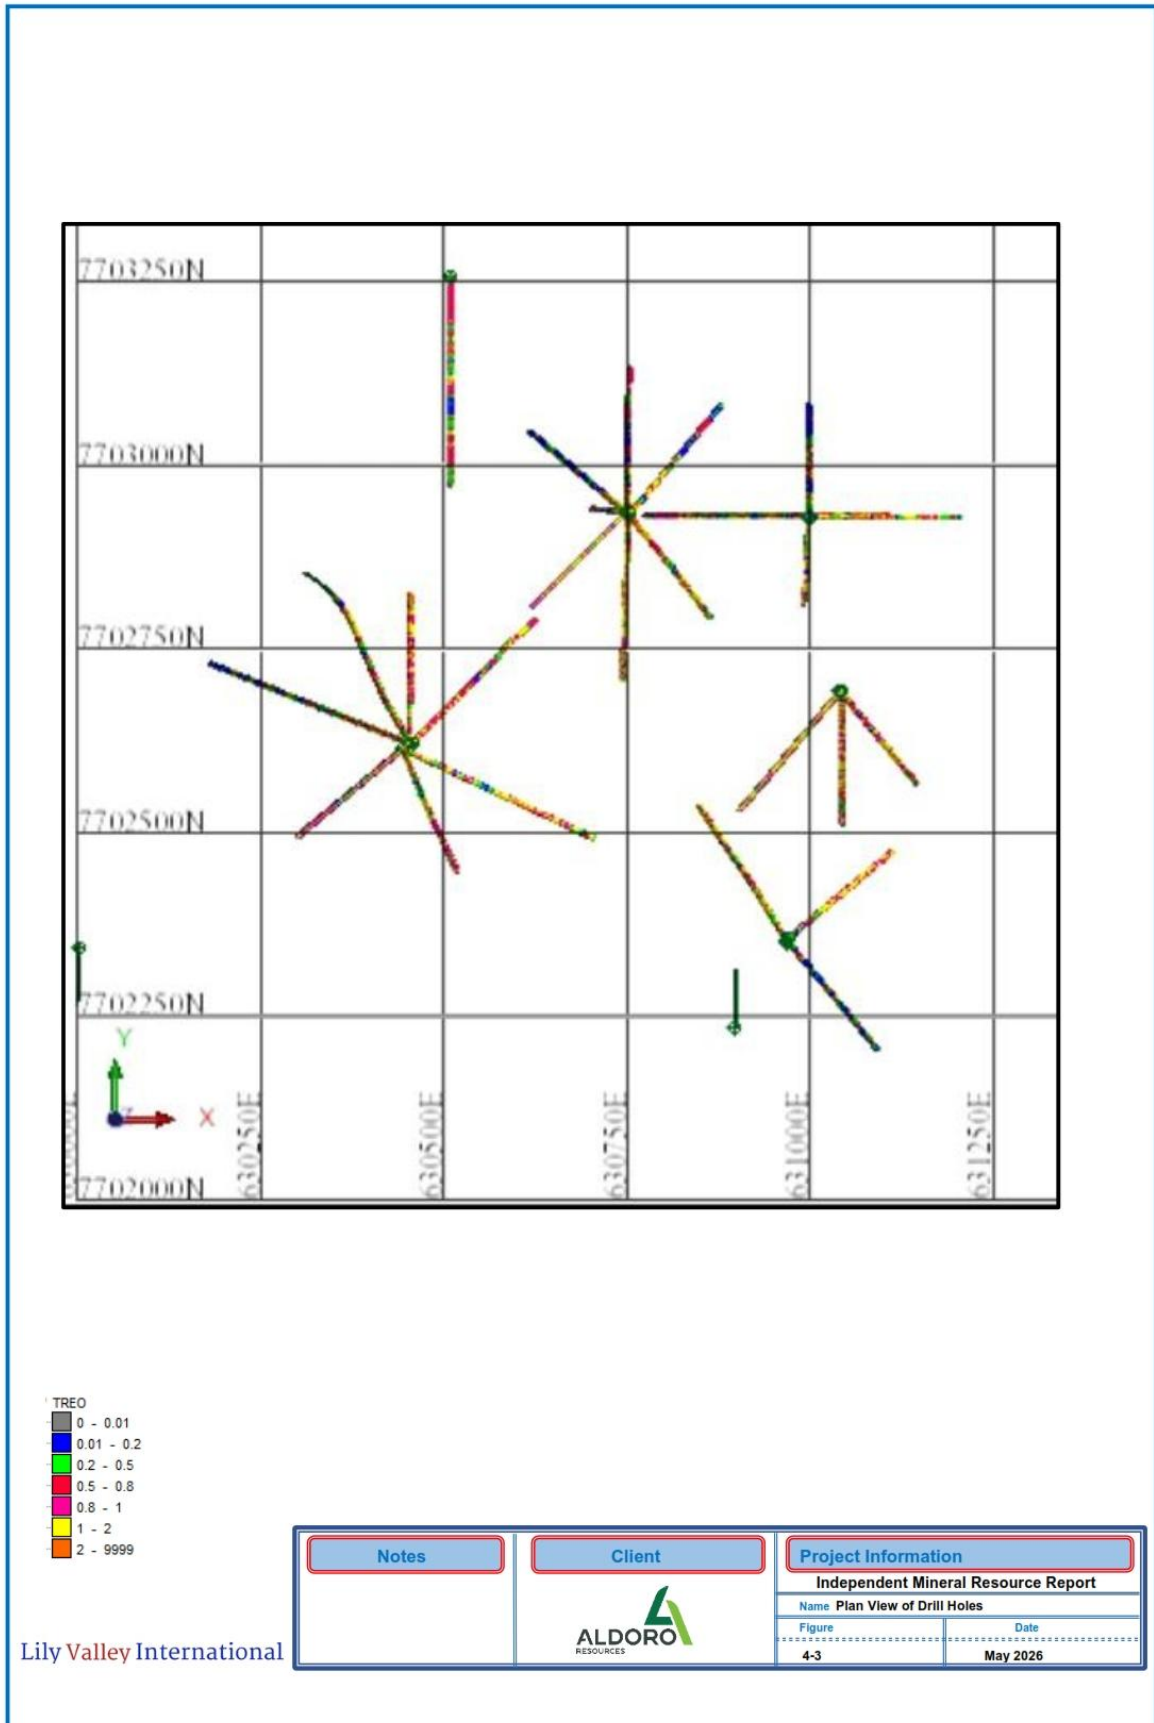 7703250N
7703000N
7702750N
7702500N
7702250N
Y
Z
X
630250E
630500E
630750E
631000E
631250E
7702000N
TREO
0 - 0.01
0.01 - 0.2
0.2 - 0.5
0.5 - 0.8
0.8 - 1
1 - 2
2 - 9999
Notes
Client
Project Information
Independent Mineral Resource Report
Name Plan View of Drill Holes
Figure
Date
4-3
May 2026
ALDORO
RESOURCES
Lily Valley International